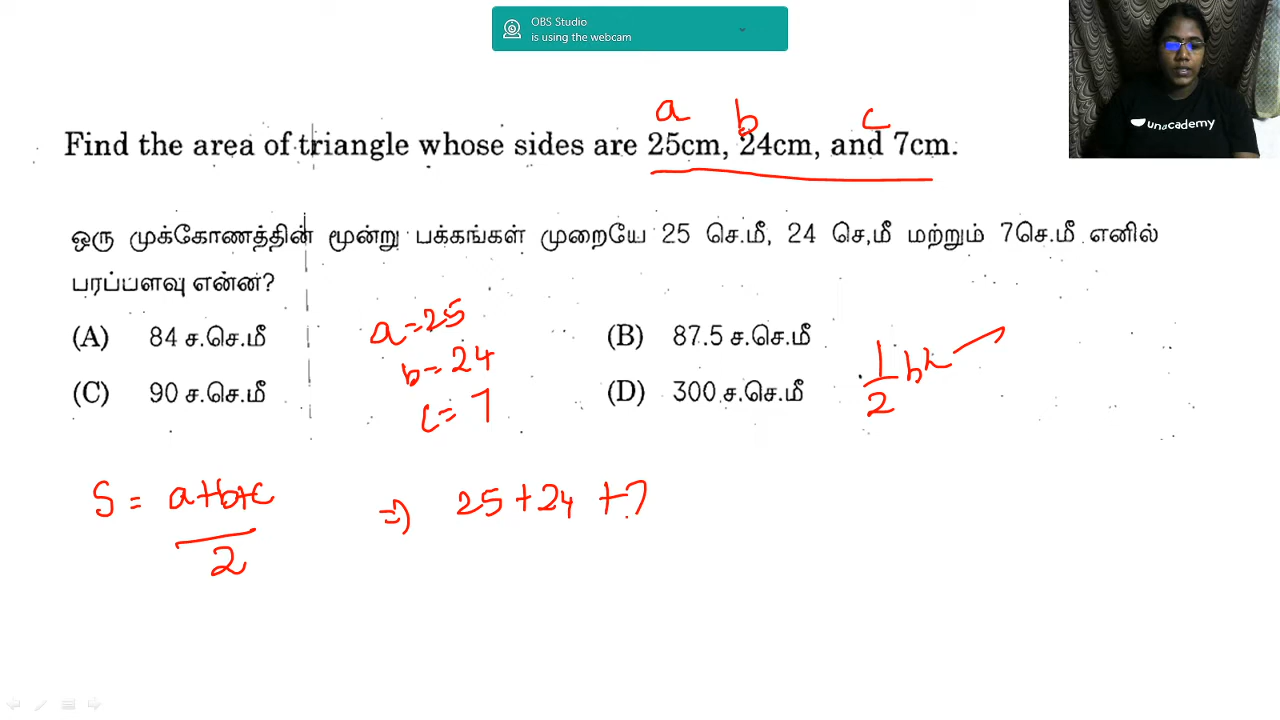 OBS Studio
is using the webcam
unacademy
a b c
Find the area of triangle whose sides are 25cm, 24cm, and 7cm.
ஒரு முக்கோணத்தின் மூன்று பக்கங்கள் முறையே 25 செ.மீ, 24 செ,மீ மற்றும் 7செ.மீ எனில்
பரப்பளவு என்ன?
(A) 84 ச.செ.மீ
(B) 87.5 ச.செ.மீ
(C) 90 ச.செ.மீ
(D) 300 ச.செ.மீ
a=25
b=24
c=7
1/2 bh
S = a+b+c/2 => 25+24+7